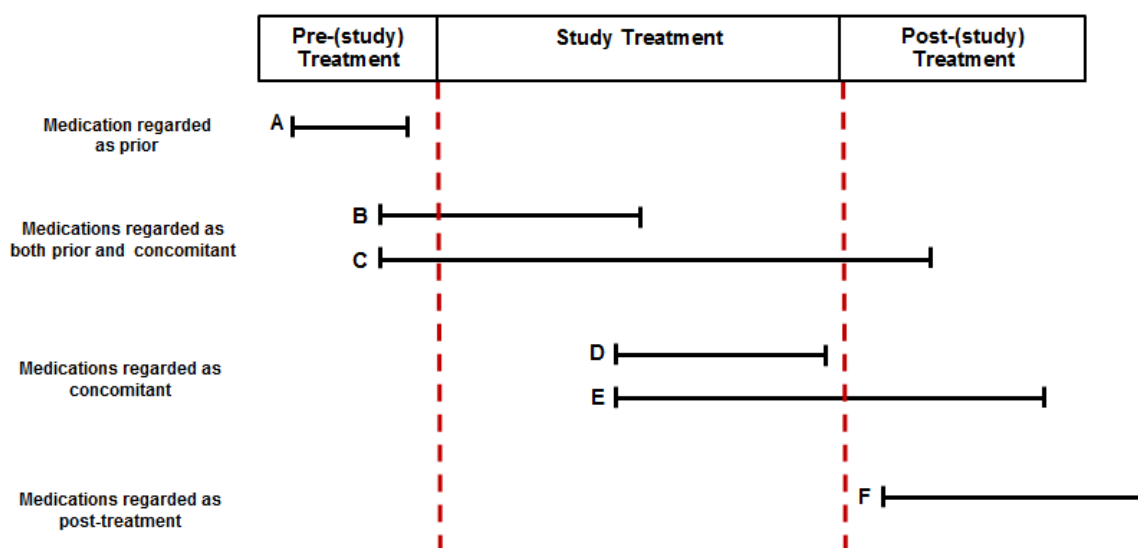 Pre-(study)
Treatment
Study Treatment
Post-(study)
Treatment
Medication regarded
as prior
A
Medications regarded as
both prior and concomitant
B
C
Medications regarded as
concomitant
D
E
Medications regarded as
post-treatment
F